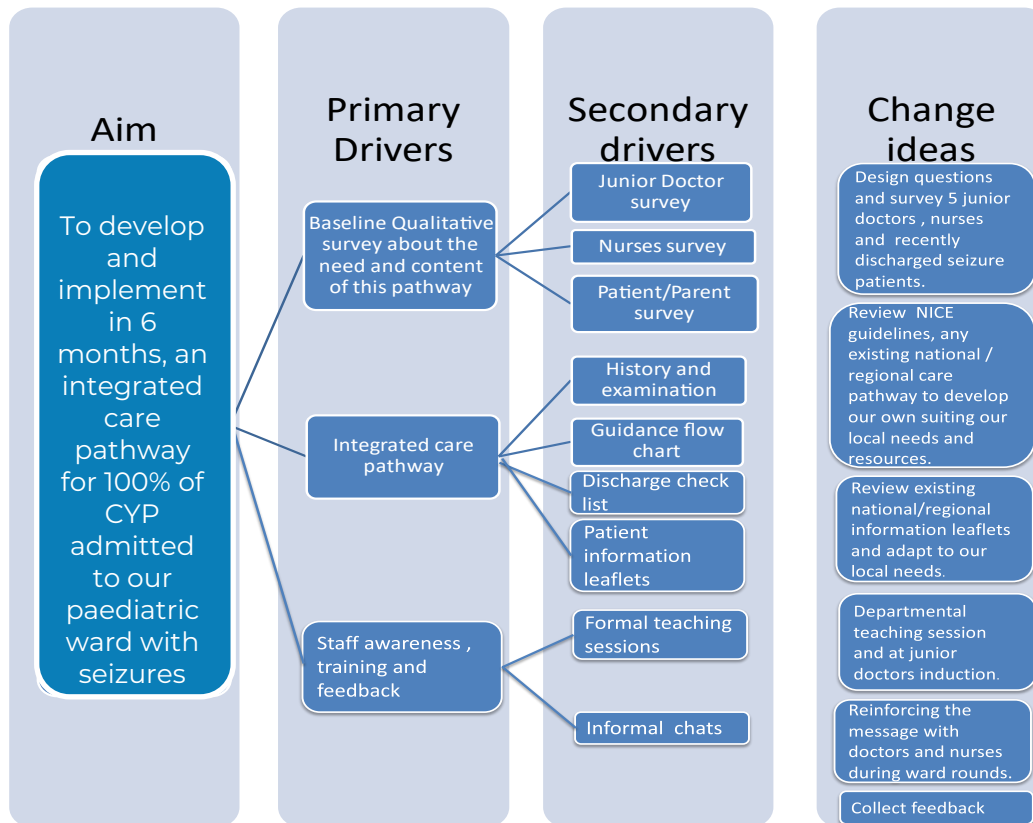 Aim
To develop
and
implement
in 6
months, an
integrated
care
pathway
for 100% of
CYP
admitted
to our
paediatric
ward with
seizures
Primary
Drivers
Baseline Qualitative
survey about the
need and content
of this pathway
Integrated care
pathway
Staff awareness ,
training and
feedback
Secondary
drivers
Junior Doctor
survey
Nurses survey
Patient/Parent
survey
History and
examination
Guidance flow
chart
Discharge check
list
Patient
information
leaflets
Formal teaching
sessions
Informal chats
Change
ideas
Design questions
and survey 5 junior
doctors , nurses
and recently
discharged seizure
patients.
Review NICE
guidelines, any
existing national /
regional care
pathway to develop
our own suiting our
local needs and
resources.
Review existing
national/regional
information leaflets
and adapt to our
local needs.
Departmental
teaching session
and at junior
doctors induction.
Reinforcing the
message with
doctors and nurses
during ward rounds.
Collect feedback